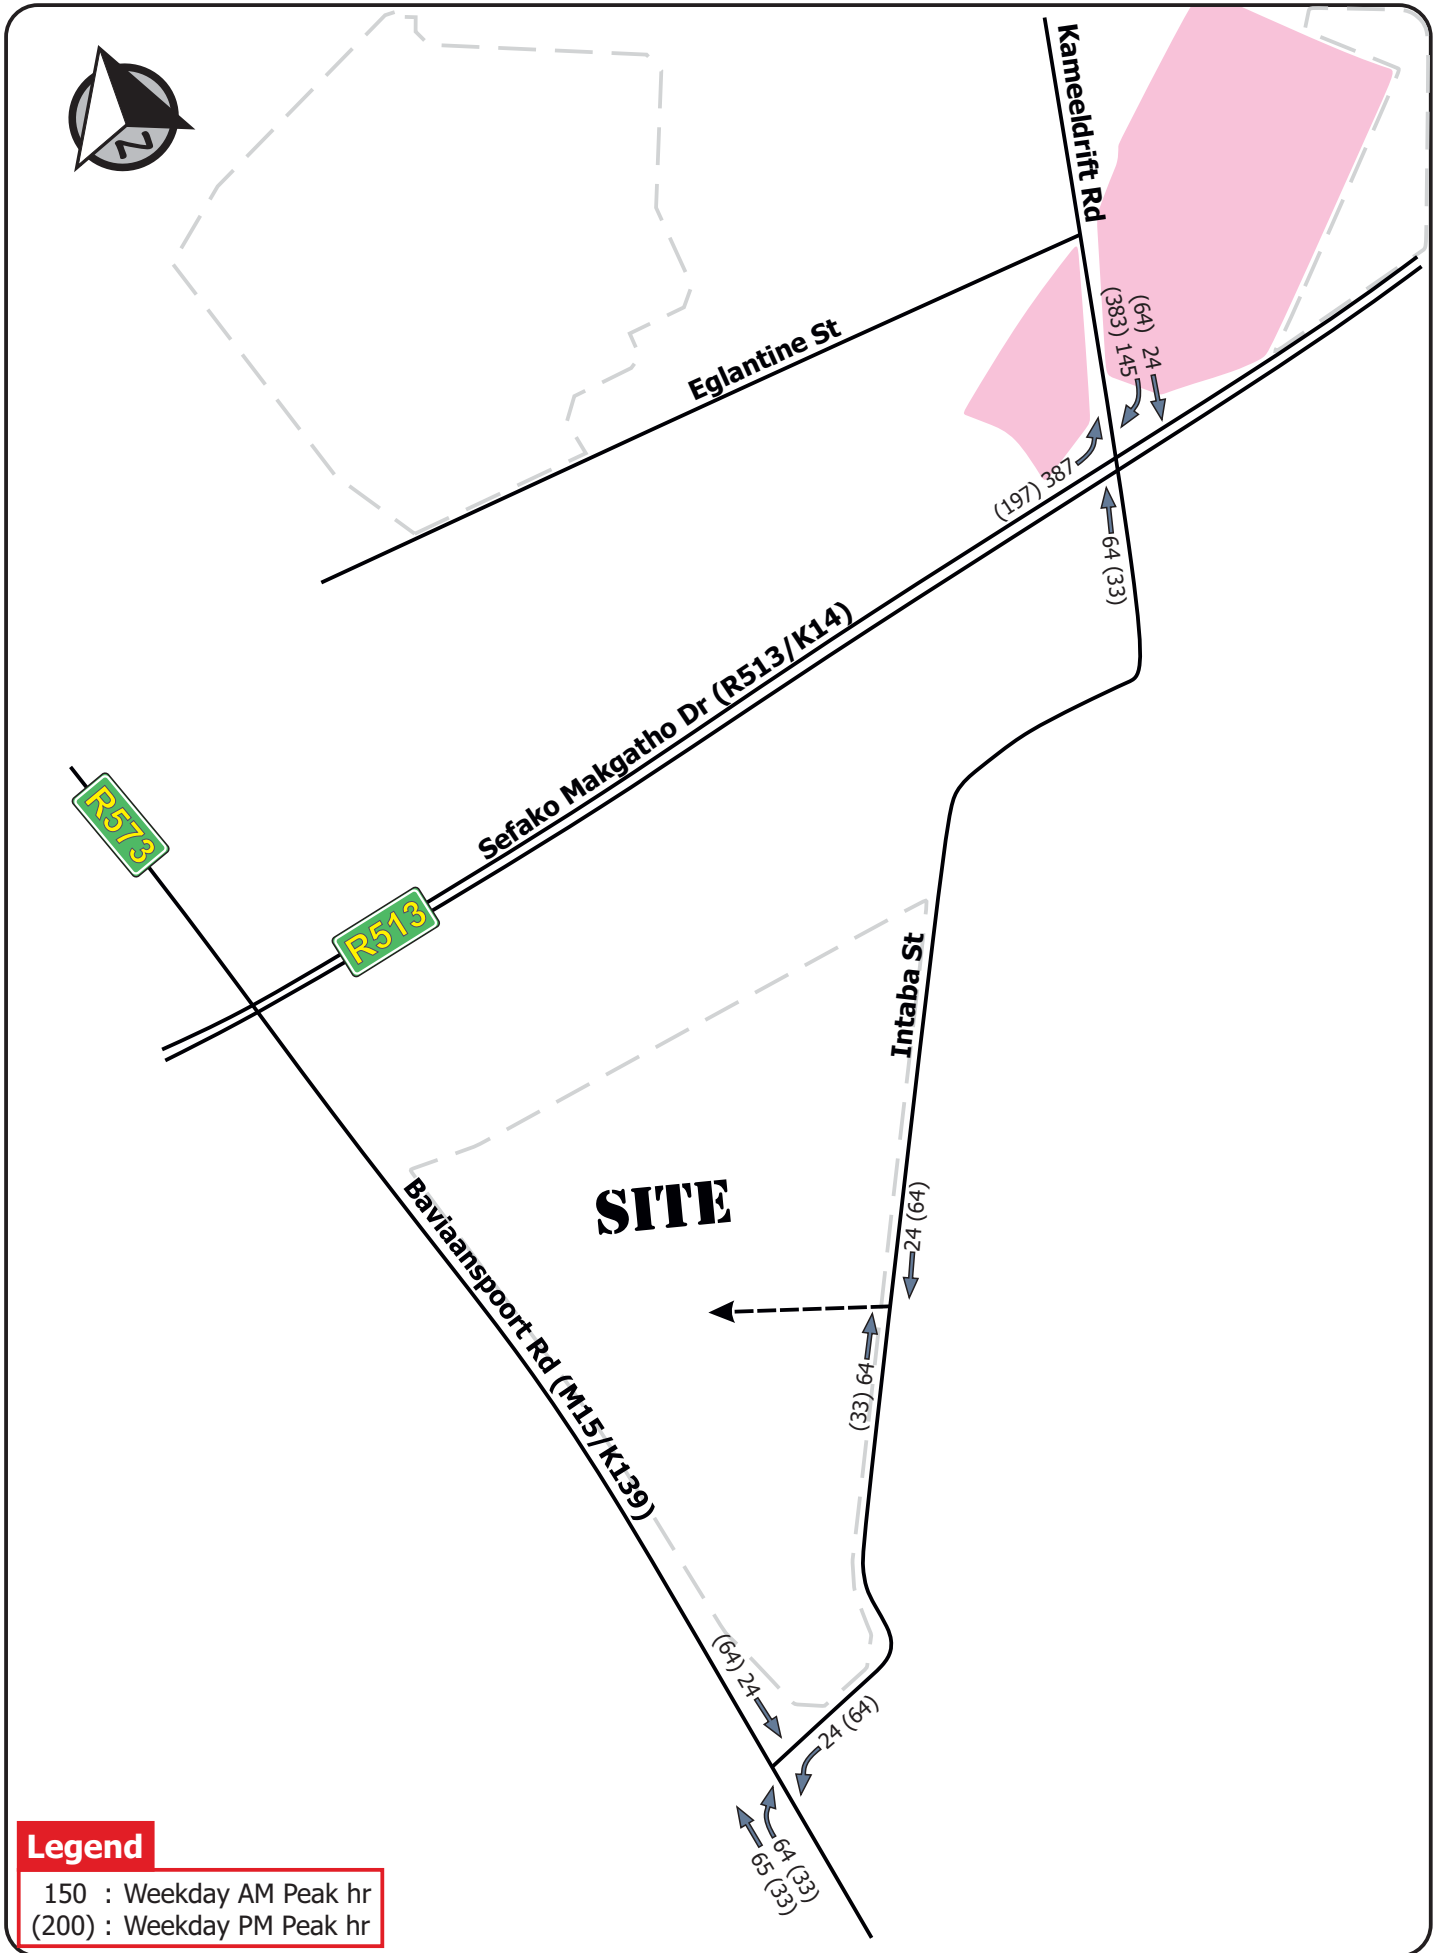 N
Kameeldrift Rd
(64) 24
(383) 145
Eglantine St
(197) 387
64 (33)
Sefako Makgatho Dr (R513/K14)
R573
R513
Intaba St
Baviaanspoort Rd (M15/K139)
SITE
24 (64)
(33) 64
(64) 24
24 (64)
64 (33)
65 (33)
Legend
150 : Weekday AM Peak hr
(200) : Weekday PM Peak hr